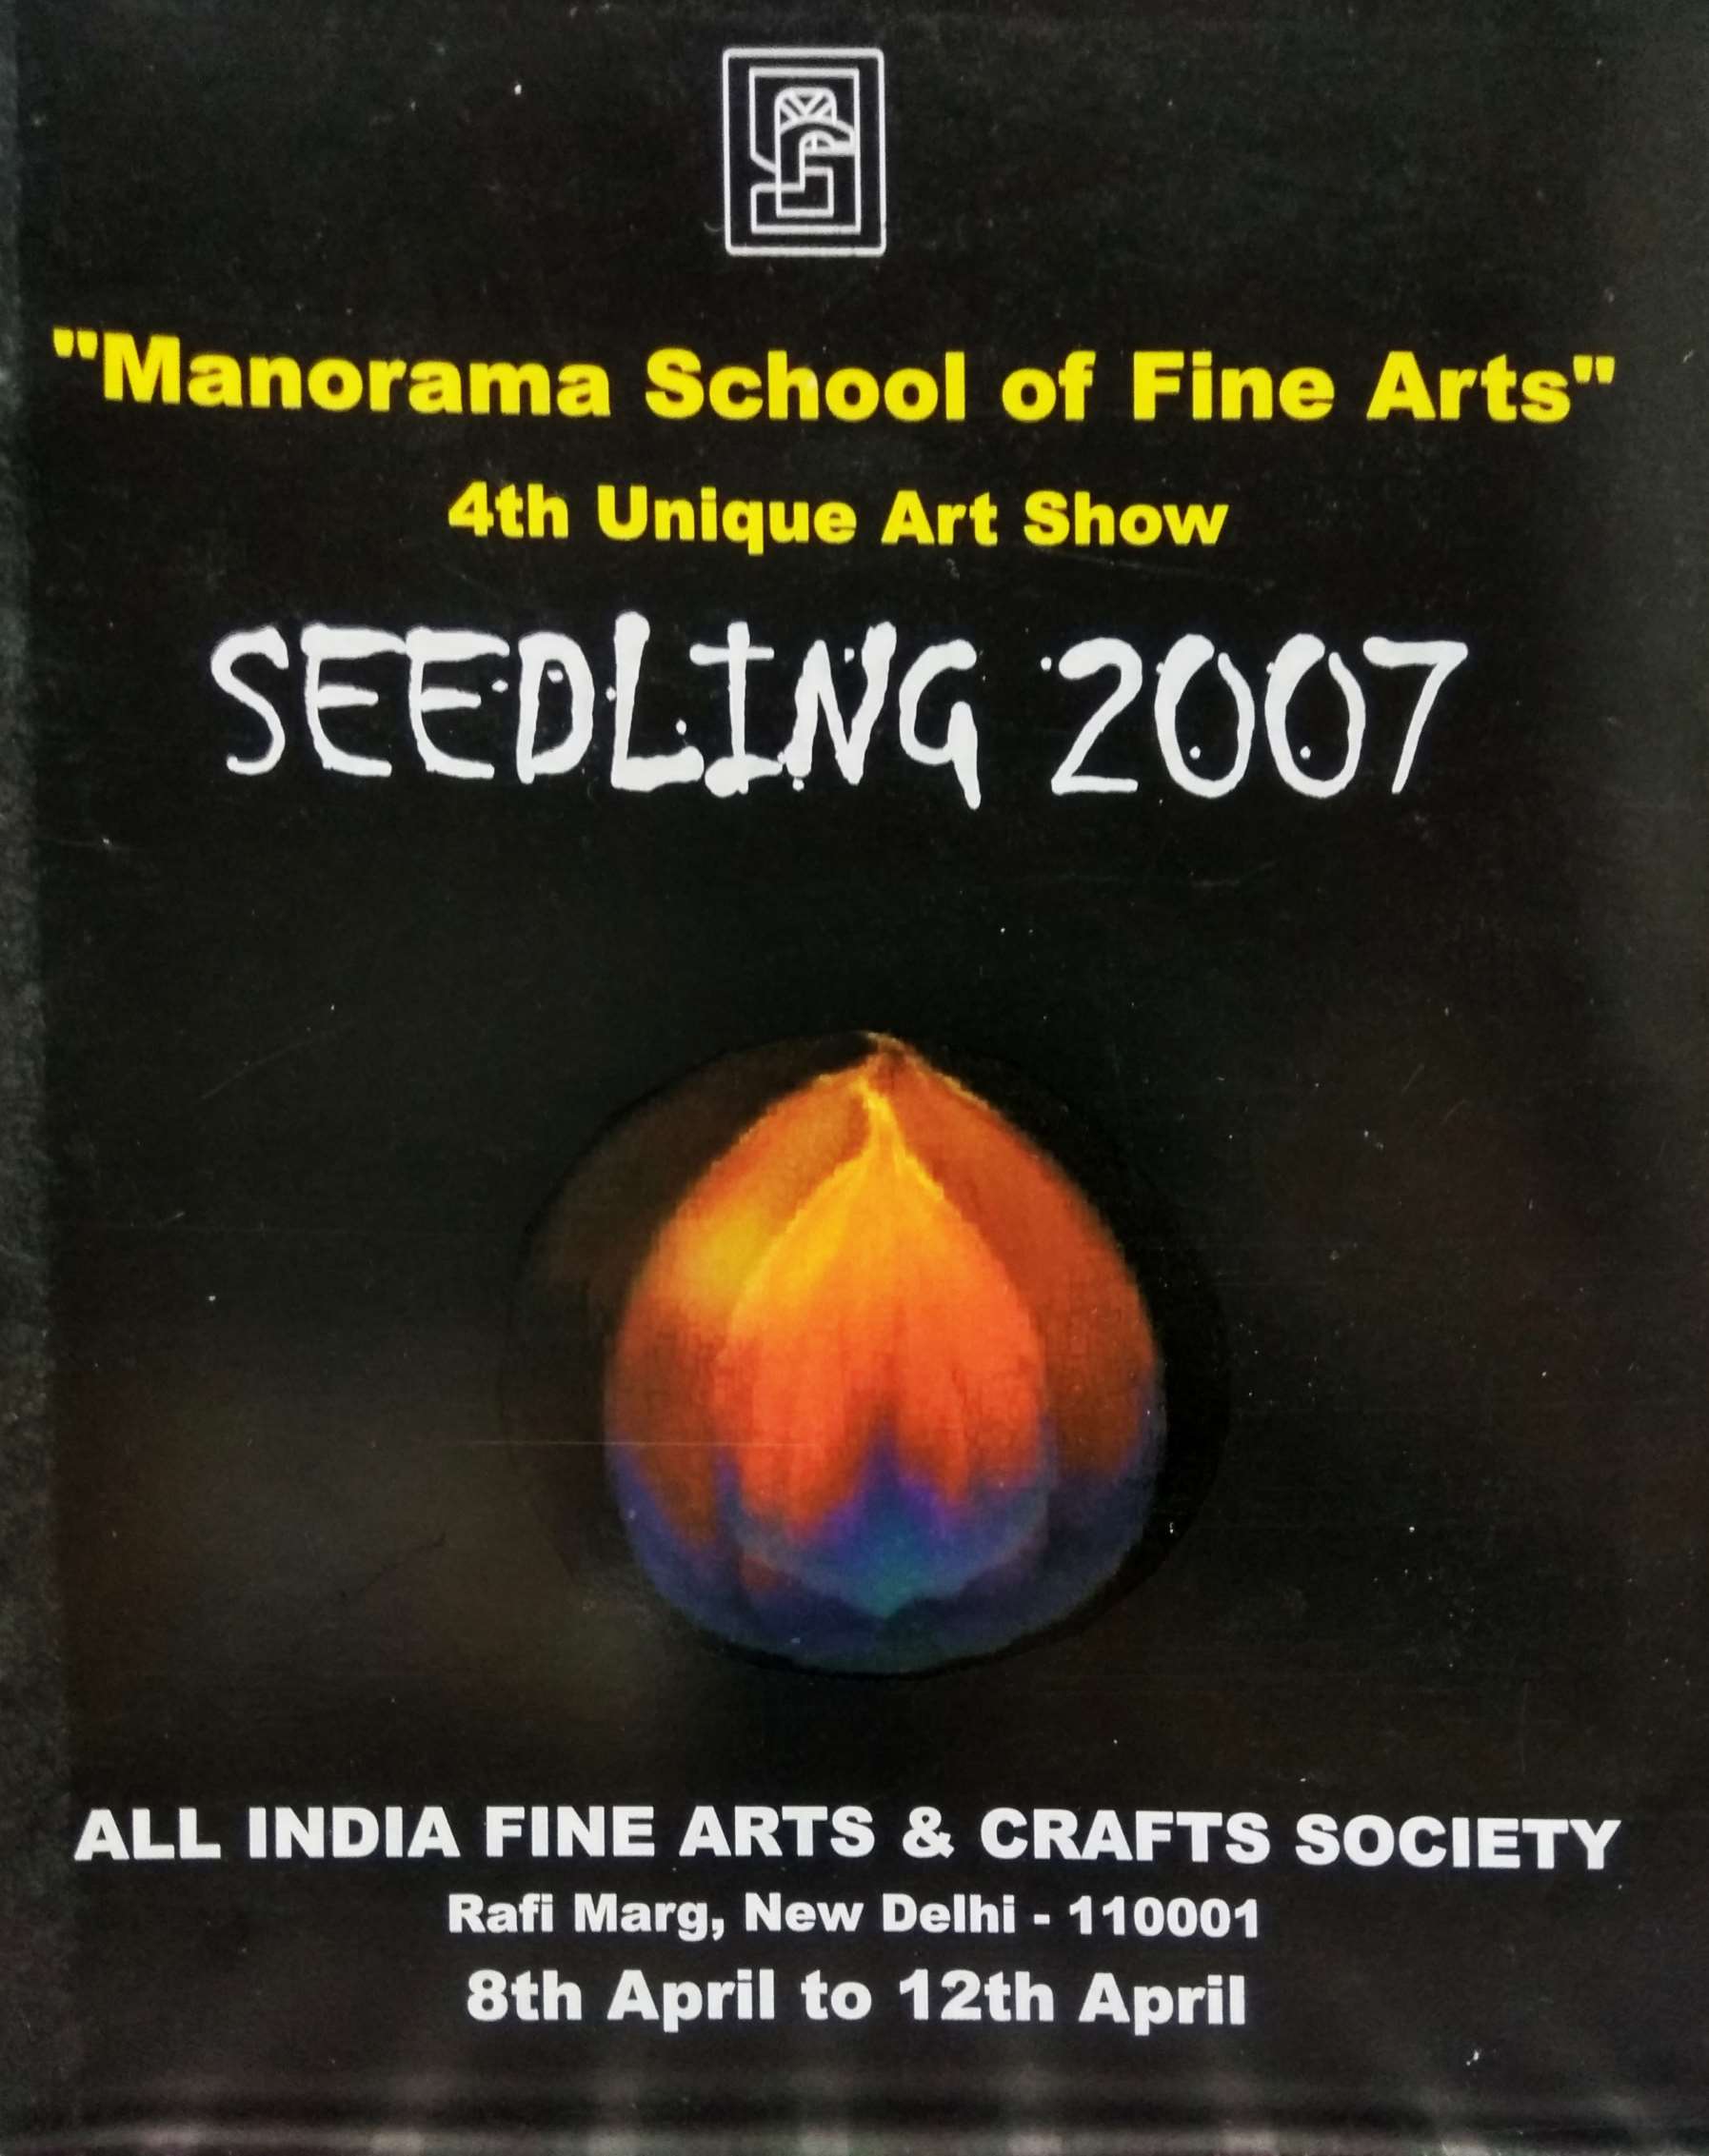 "Manorama School of Fine Arts"
4th Unique Art Show
SEEDLING 2007
ALL INDIA FINE ARTS & CRAFTS SOCIETY
Rafi Marg, New Delhi - 110001
8th April to 12th April